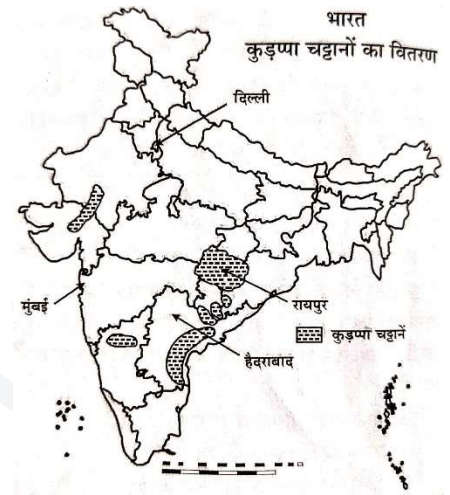 भारत
कुड़प्पा चट्टानों का वितरण
दिल्ली
मुंबई
रायपुर
कुड़प्पा चट्टानें
हैदराबाद